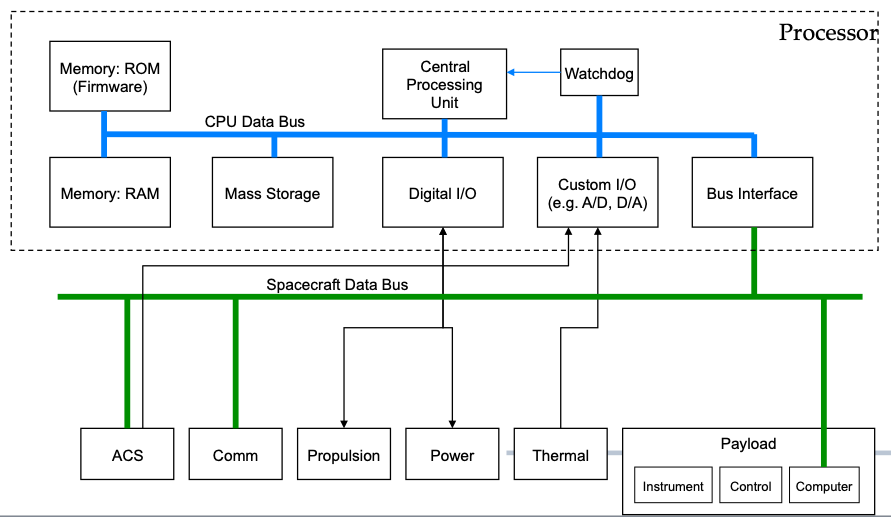 Processor
Memory: ROM
(Firmware)
Central
Processing
Unit
Watchdog
CPU Data Bus
Memory: RAM
Mass Storage
Digital I/O
Custom I/O
(e.g. A/D, D/A)
Bus Interface
Spacecraft Data Bus
ACS
Comm
Propulsion
Power
Thermal
Payload
Instrument
Control
Computer